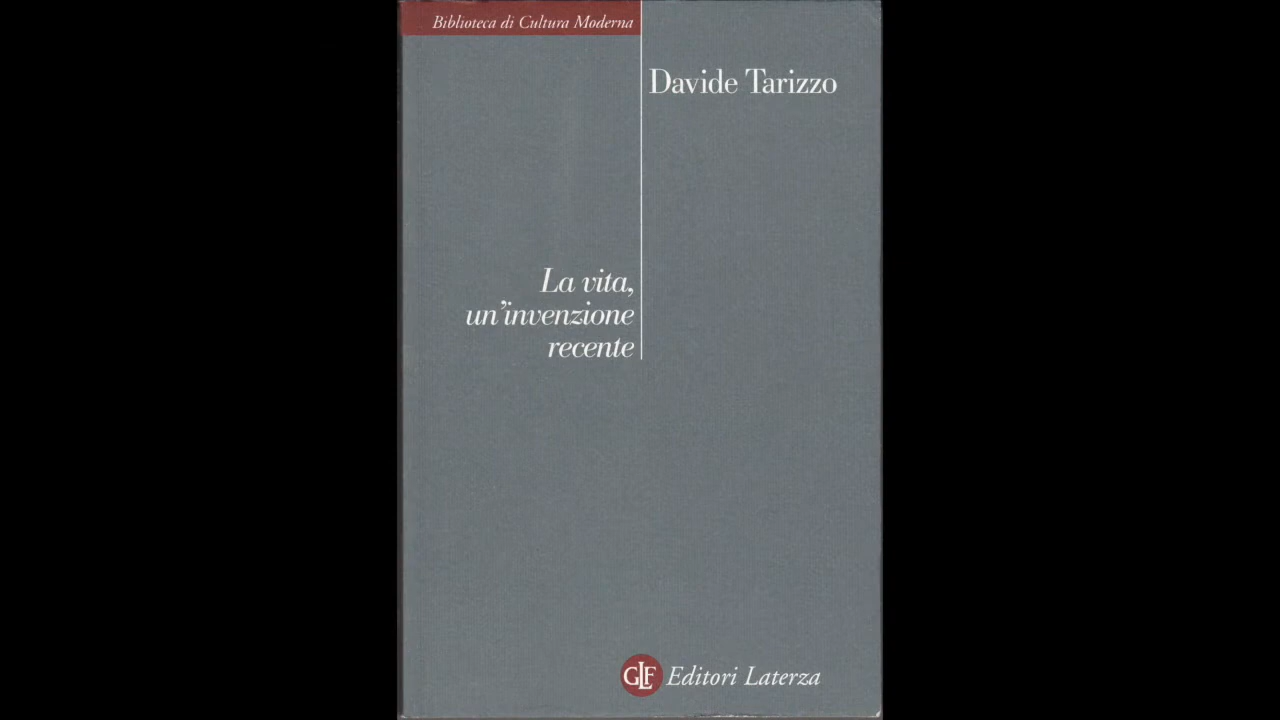 Biblioteca di Cultura Moderna
Davide Tarizzo
La vita,
un'invenzione
recente
GLF Editori Laterza